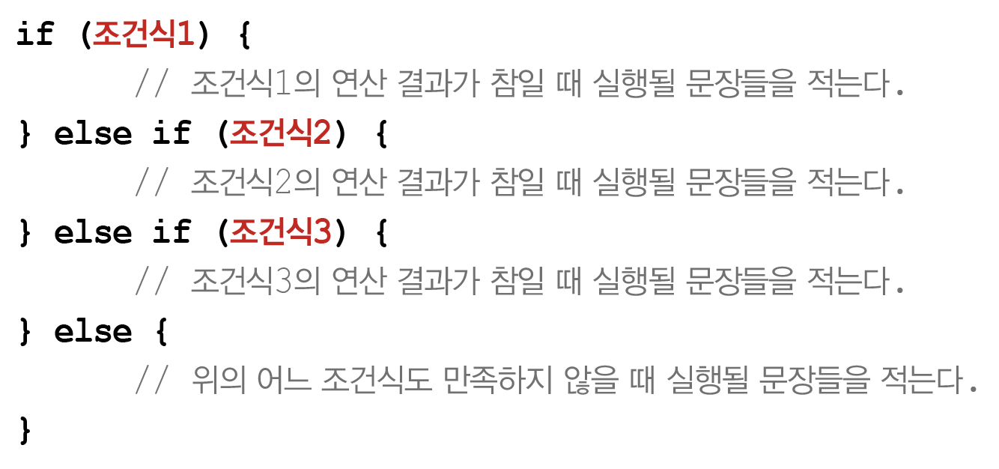 if (조건식1) {
// 조건식1의 연산 결과가 참일 때 실행될 문장들을 적는다.
} else if (조건식2) {
// 조건식2의 연산 결과가 참일 때 실행될 문장들을 적는다.
} else if (조건식3) {
// 조건식3의 연산 결과가 참일 때 실행될 문장들을 적는다.
} else {
// 위의 어느 조건식도 만족하지 않을 때 실행될 문장들을 적는다.
}